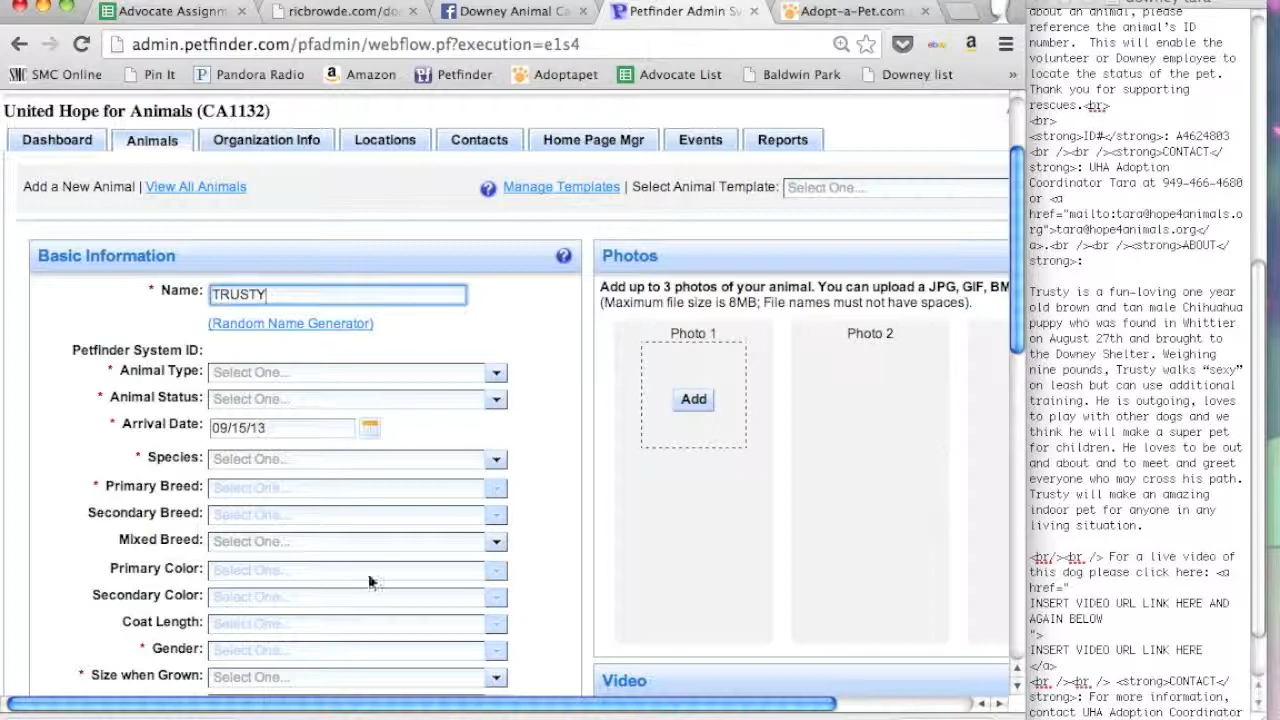 Advocate Assignm
ricbrowde.com/do
Downey Animal C
Petfinder Admin Sy
Adopt-a-Pet.com
admin.petfinder.com/pfadmin/webflow.pf?execution=e1s4
SMC Online
Pin It
Pandora Radio
Amazon
Petfinder
Adoptapet
Advocate List
Baldwin Park
Downey list
»
United Hope for Animals (CA1132)
Dashboard
Animals
Organization Info
Locations
Contacts
Home Page Mgr
Events
Reports
Add a New Animal | View All Animals
Manage Templates | Select Animal Template: Select One...
Basic Information
* Name: TRUSTY
(Random Name Generator)
Petfinder System ID:
* Animal Type: Select One...
* Animal Status: Select One...
* Arrival Date: 09/15/13
* Species: Select One...
* Primary Breed: Select One...
Secondary Breed: Select One...
Mixed Breed: Select One...
Primary Color: Select One...
Secondary Color: Select One...
Coat Length: Select One...
* Gender: Select One...
* Size when Grown: Select One...
Photos
Add up to 3 photos of your animal. You can upload a JPG, GIF, BM
(Maximum file size is 8MB; File names must not have spaces).
Photo 1
Photo 2
Add
Video
about an animal, please
reference the animal's ID
number.  This will enable the
volunteer or Downey employee to
locate the status of the pet.
Thank you for supporting
rescues.<br>
<br>
<strong>ID#</strong>: A4624803
<br /><br /><strong>CONTACT</
strong>: UHA Adoption
Coordinator Tara at 949-466-4680
or <a
href="mailto:tara@hope4animals.o
rg">tara@hope4animals.org</
a>.<br /><br /><strong>ABOUT</
strong>:
Trusty is a fun-loving one year
old brown and tan male Chihuahua
puppy who was found in Whittier
on August 27th and brought to
the Downey Shelter. Weighing
nine pounds, Trusty walks “sexy”
on leash but can use additional
training. He is outgoing, loves
to play with other dogs and we
think he will make a super pet
for children. He loves to be out
and about and to meet and greet
everyone who may cross his path.
Trusty will make an amazing
indoor pet for anyone in any
living situation.
<br/><br /> For a live video of
this dog please click here: <a
href="
INSERT VIDEO URL LINK HERE AND
AGAIN BELOW
">
INSERT VIDEO URL LINK HERE
</a>
<br /><br /> <strong>CONTACT</
strong>: For more information,
contact UHA Adoption Coordinator